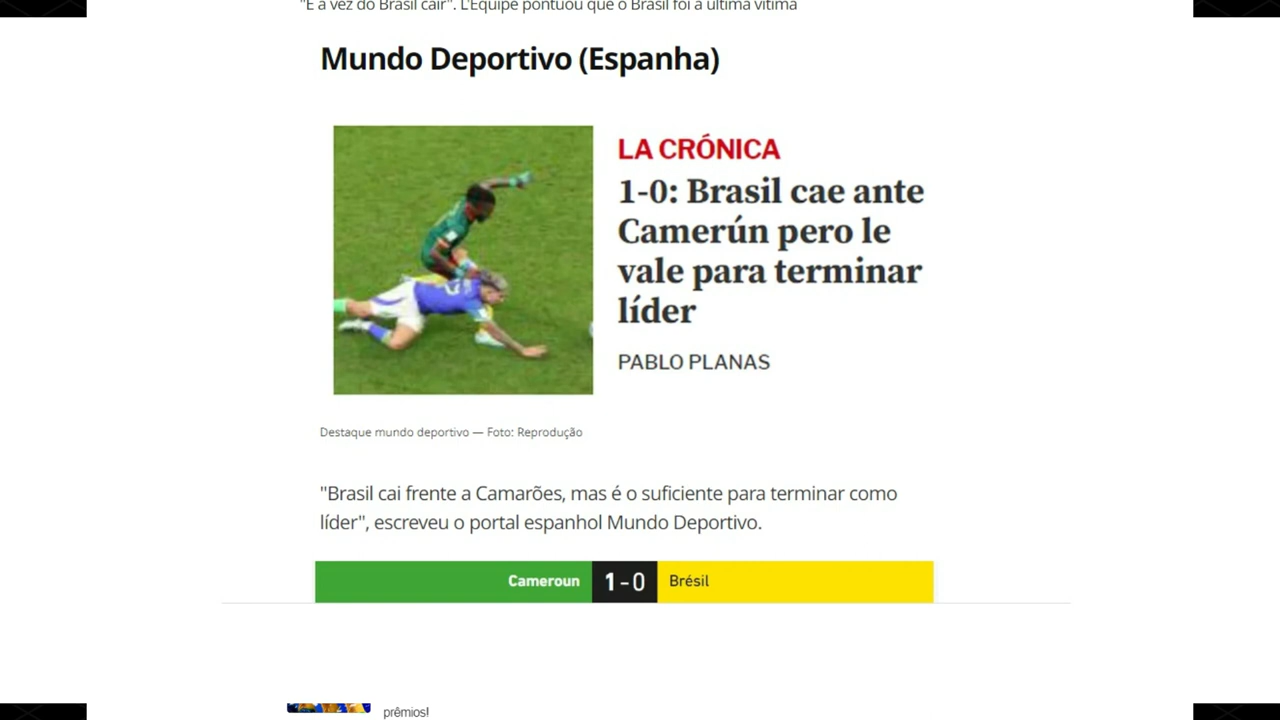 "É a vez do Brasil cair". L'Équipe pontuou que o Brasil foi a última vítima
Mundo Deportivo (Espanha)
LA CRÓNICA
1-0: Brasil cae ante
Camerún pero le
vale para terminar
líder
PABLO PLANAS
Destaque mundo deportivo — Foto: Reprodução
"Brasil cai frente a Camarões, mas é o suficiente para terminar como
líder", escreveu o portal espanhol Mundo Deportivo.
Cameroun 1-0 Brésil
prêmios!